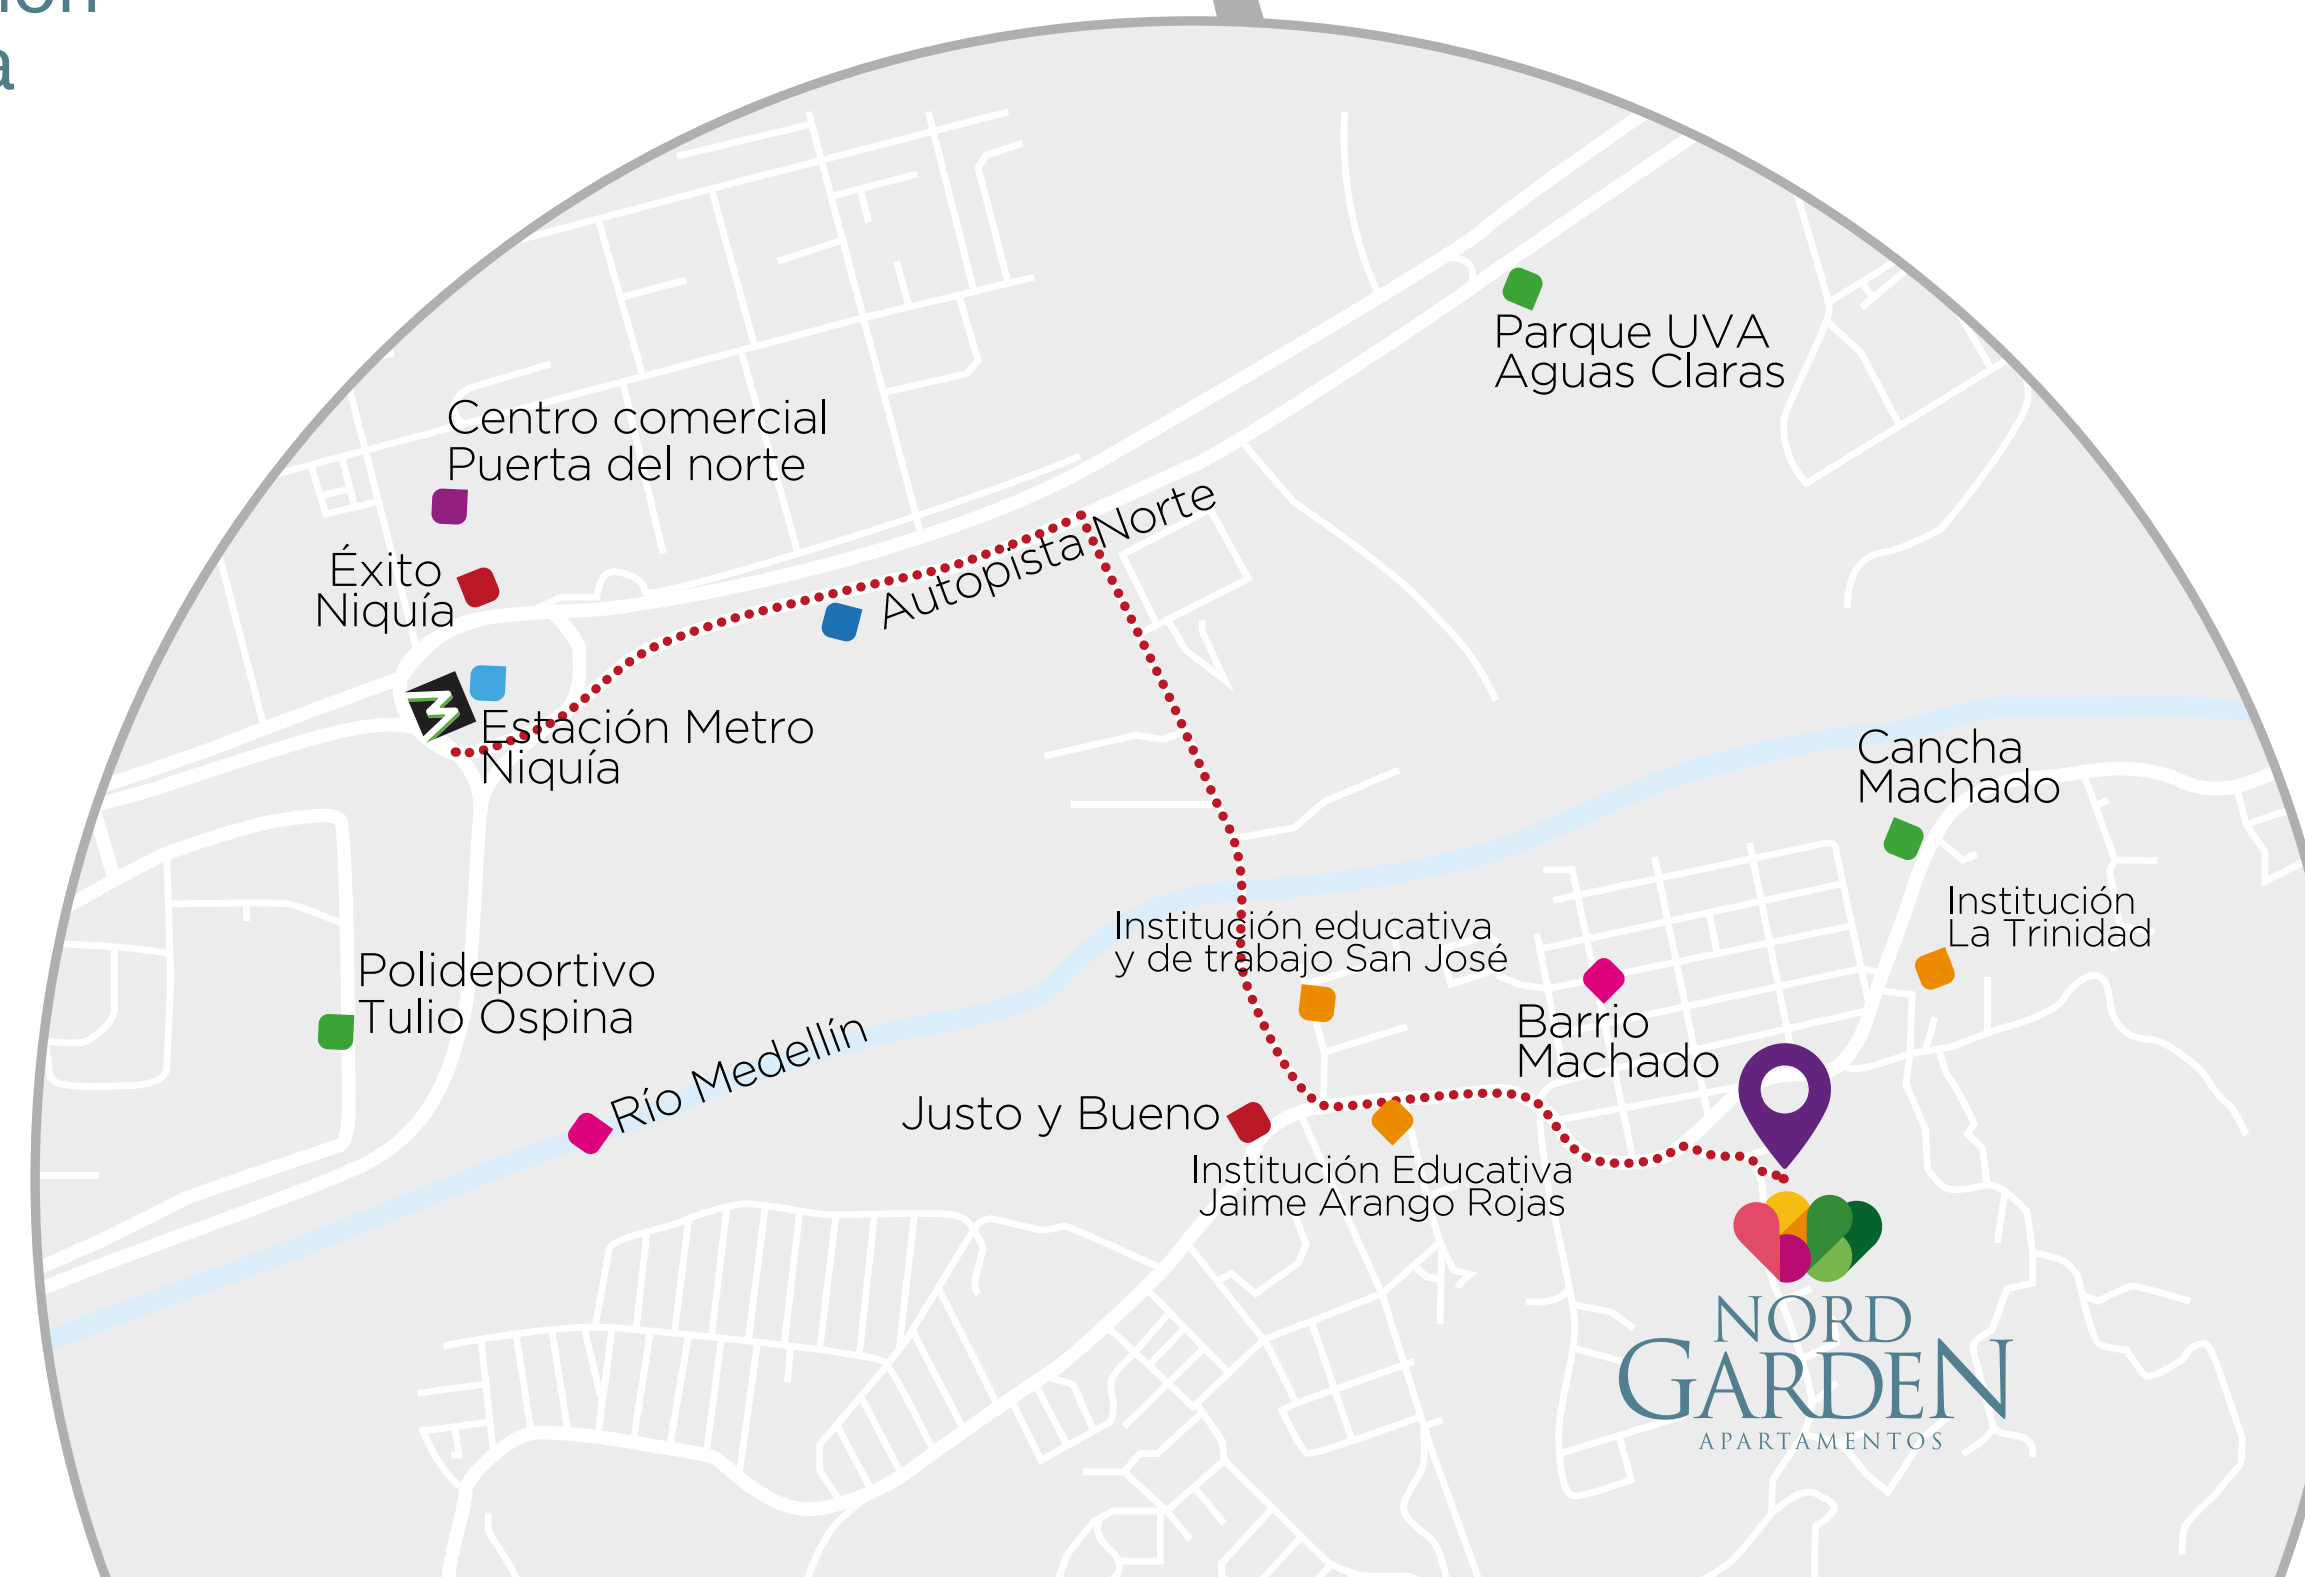 Parque UVA
Aguas Claras
Centro comercial
Puerta del norte
Autopista Norte
Éxito
Niquía
Estación Metro
Niquía
Cancha
Machado
Institución
La Trinidad
Institución educativa
y de trabajo San José
Polideportivo
Tulio Ospina
Barrio
Machado
Río Medellín
Justo y Bueno
Institución Educativa
Jaime Arango Rojas
NORD
GARDEN
APARTAMENTOS